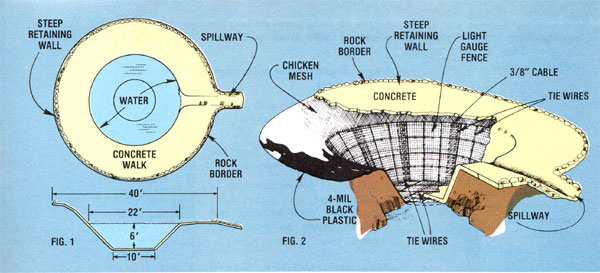 STEEP
RETAINING
WALL
SPILLWAY
WATER
CONCRETE
WALK
ROCK
BORDER
40'
22'
6'
10'
FIG. 1
ROCK
BORDER
STEEP
RETAINING
WALL
LIGHT
GAUGE
FENCE
CHICKEN
MESH
3/8" CABLE
TIE WIRES
CONCRETE
4-MIL
BLACK
PLASTIC
SPILLWAY
TIE WIRES
FIG. 2